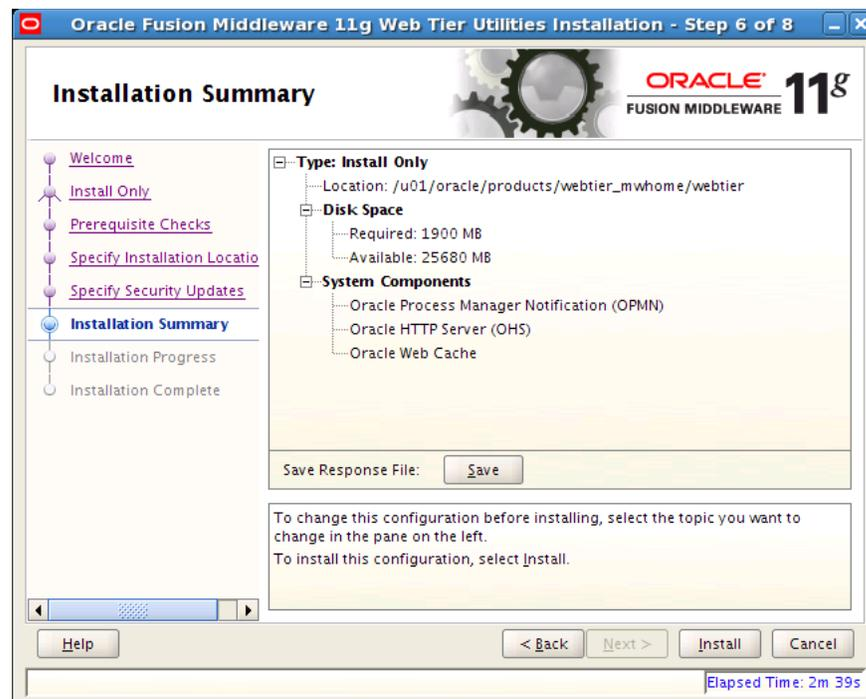 Oracle Fusion Middleware 11g Web Tier Utilities Installation - Step 6 of 8
Installation Summary
ORACLE
FUSION MIDDLEWARE 11g
Welcome
Install Only
Prerequisite Checks
Specify Installation Locatio
Specify Security Updates
Installation Summary
Installation Progress
Installation Complete
Type: Install Only
Location: /u01/oracle/products/webtier_mwhome/webtier
Disk Space
Required: 1900 MB
Available: 25680 MB
System Components
Oracle Process Manager Notification (OPMN)
Oracle HTTP Server (OHS)
Oracle Web Cache
Save Response File: Save
To change this configuration before installing, select the topic you want to
change in the pane on the left.
To install this configuration, select Install.
Help < Back Next > Install Cancel
Elapsed Time: 2m 39s